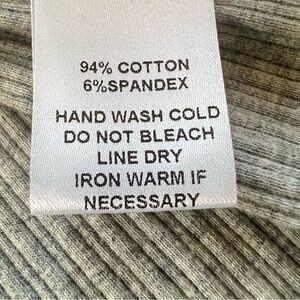 94% COTTON
6%SPANDEX
HAND WASH COLD
DO NOT BLEACH
LINE DRY
IRON WARM IF
NECESSARY